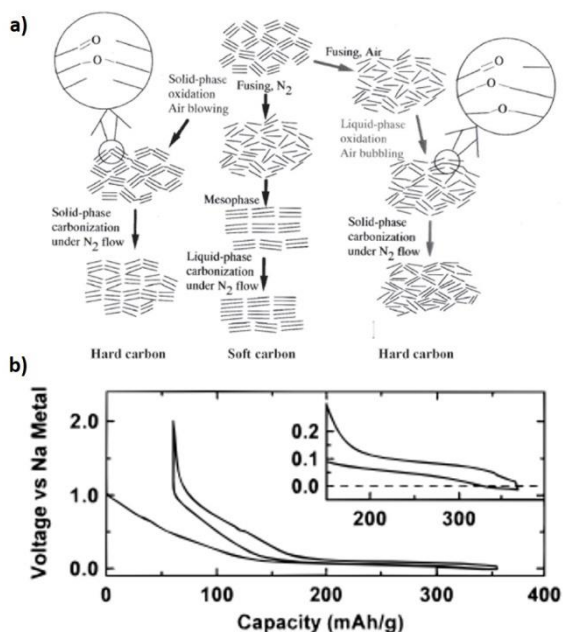 a)
O
O
Solid-phase
oxidation
Air blowing
Fusing, N2
Fusing, Air
O
O
O
Liquid-phase
oxidation
Air bubbling
Solid-phase
carbonization
under N2 flow
Mesophase
Liquid-phase
carbonization
under N2 flow
Solid-phase
carbonization
under N2 flow
Hard carbon
Soft carbon
Hard carbon
b)
Voltage vs Na Metal
2.0
1.0
0.0
0.2
0.1
0.0
200
300
0
100
200
300
400
Capacity (mAh/g)